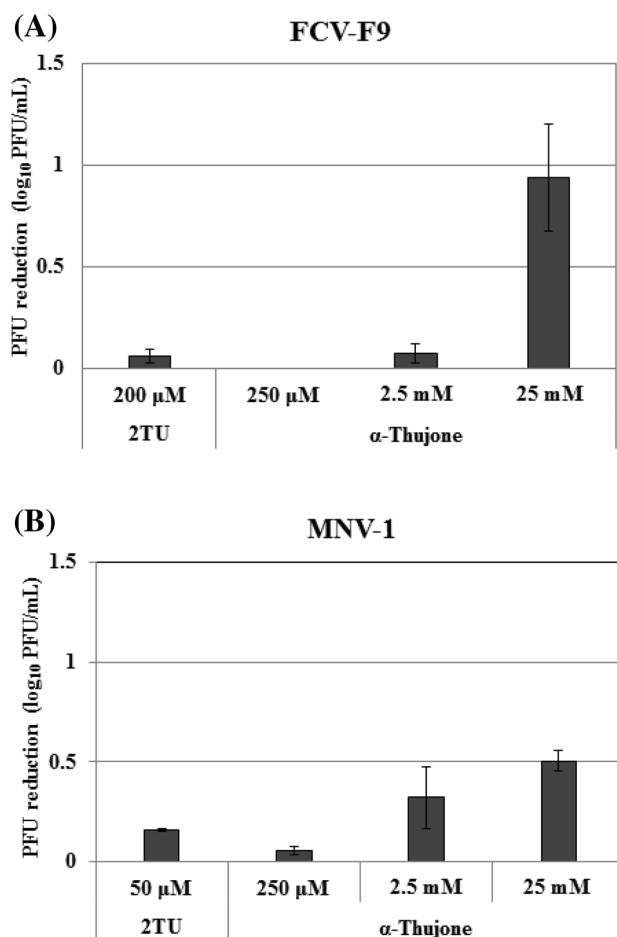 (A)
FCV-F9
PFU reduction (log₁₀ PFU/mL)
1.5
1
0.5
0
200 µM 250 µM 2.5 mM 25 mM
2TU α-Thujone
(B)
MNV-1
PFU reduction (log₁₀ PFU/mL)
1.5
1
0.5
0
50 µM 250 µM 2.5 mM 25 mM
2TU α-Thujone